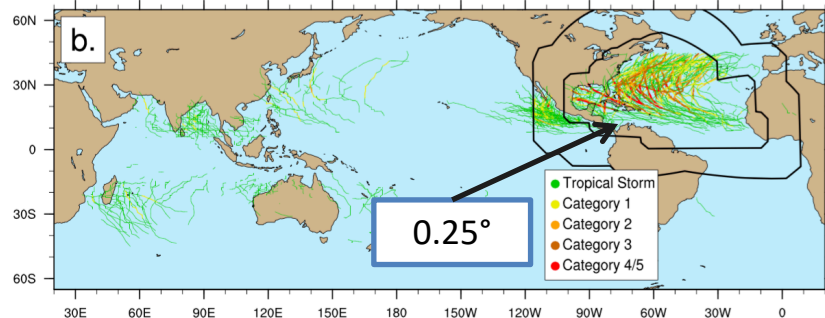 b.
60N
30N
0
30S
60S
0.25°
Tropical Storm
Category 1
Category 2
Category 3
Category 4/5
30E 60E 90E 120E 150E 180 150W 120W 90W 60W 30W 0